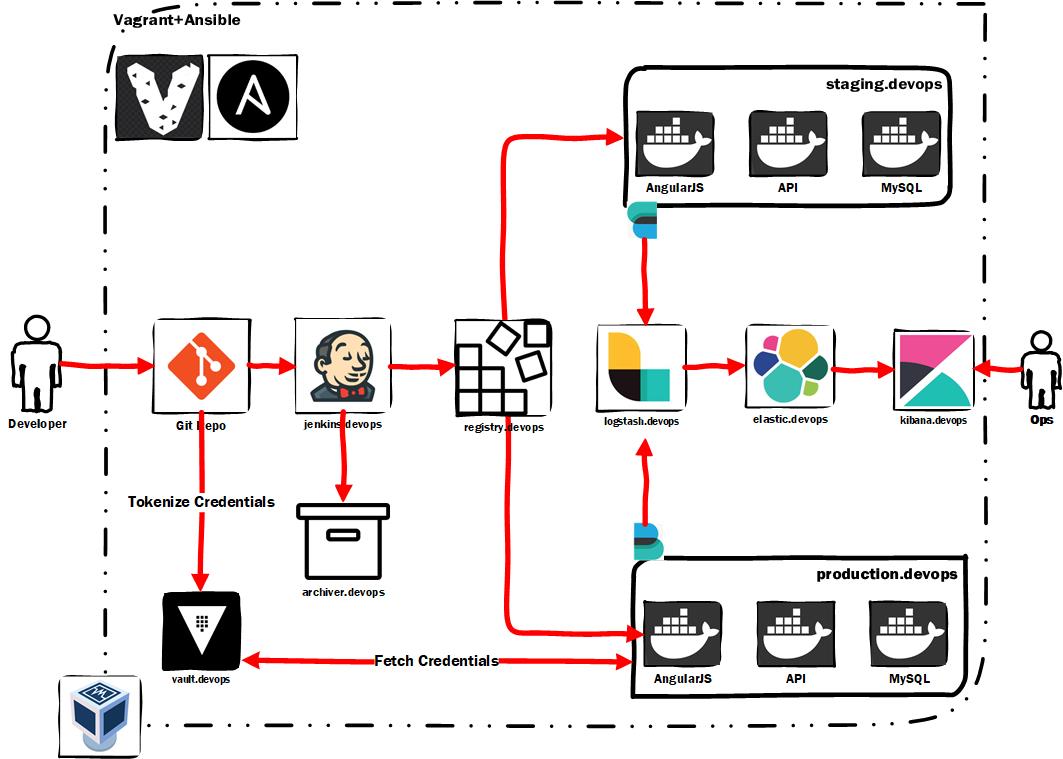 Vagrant+Ansible
staging.devops
AngularJS
API
MySQL
Developer
Git Repo
jenkins.devops
registry.devops
logstash.devops
elastic.devops
kibana.devops
Ops
Tokenize Credentials
archiver.devops
production.devops
AngularJS
API
MySQL
Fetch Credentials
vault.devops